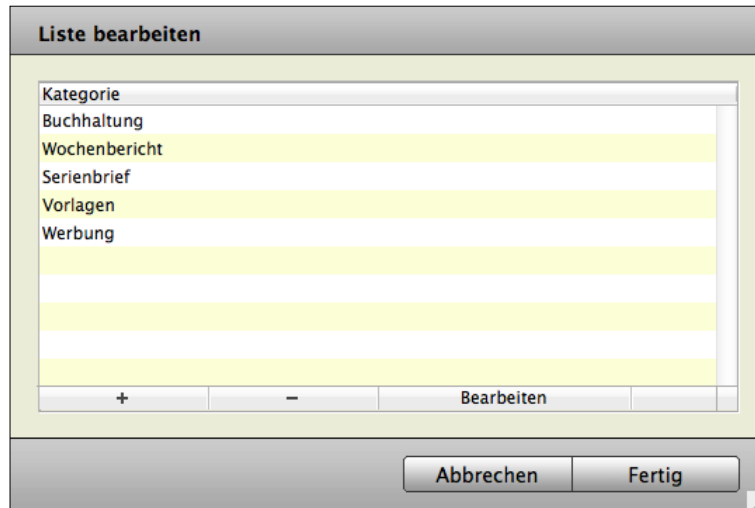 Liste bearbeiten
Kategorie
Buchhaltung
Wochenbericht
Serienbrief
Vorlagen
Werbung
+ − Bearbeiten
Abbrechen Fertig